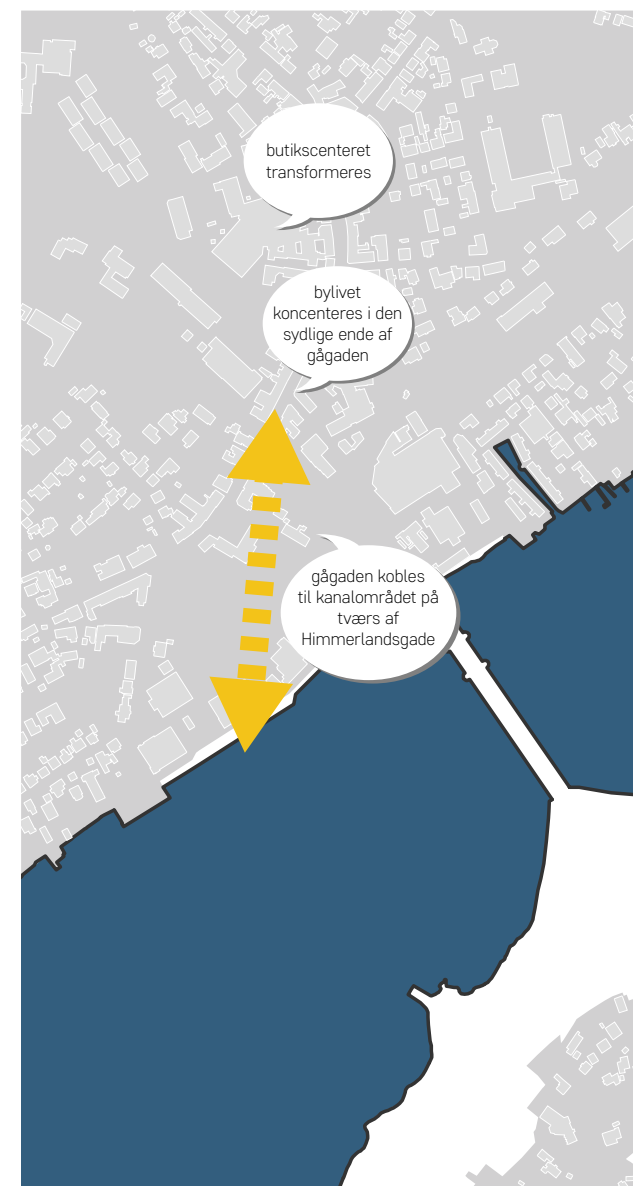 butikscenteret
transformeres
bylivet
koncenteres i den
sydlige ende af
gågaden
gågaden kobles
til kanalområdet på
tværs af
Himmerlandsgade